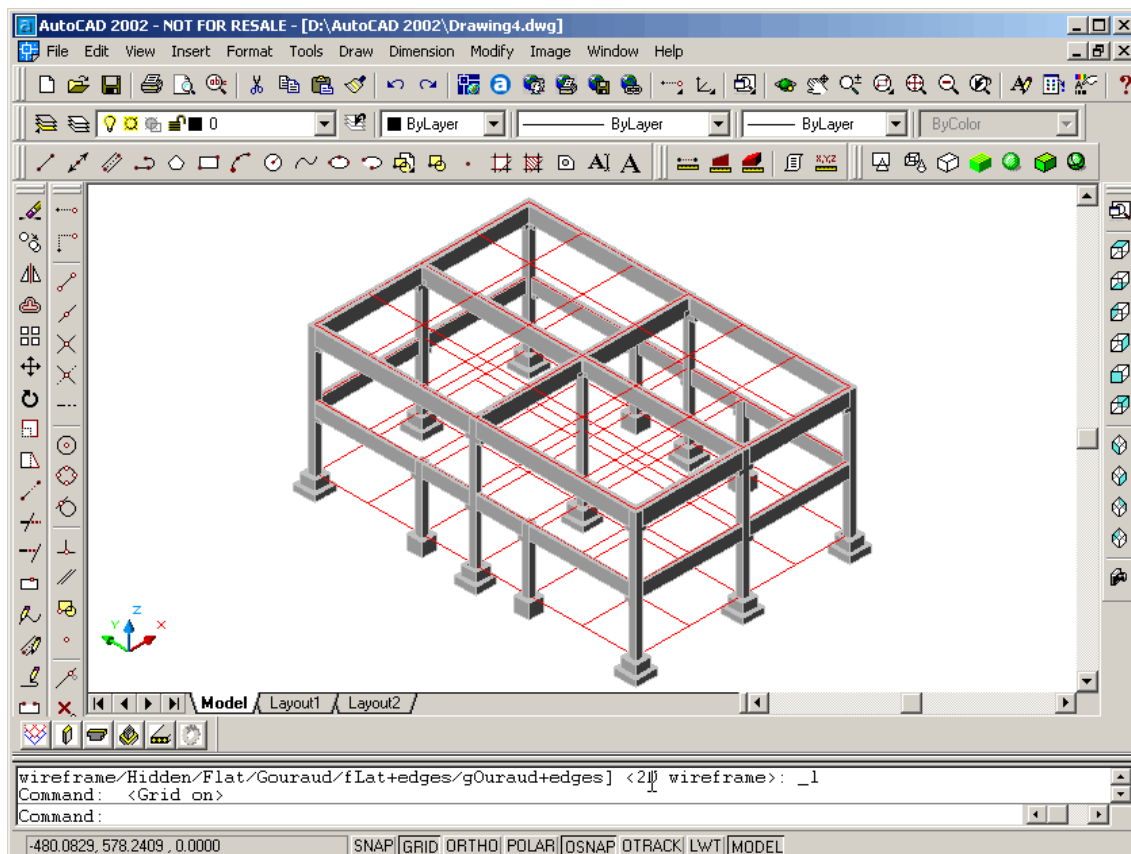 AutoCAD 2002 - NOT FOR RESALE - [D:\AutoCAD 2002\Drawing4.dwg]
File Edit View Insert Format Tools Draw Dimension Modify Image Window Help
0 ByLayer ByLayer ByLayer ByColor
A A X,Y,Z
Z
Y X
Model Layout1 Layout2
wireframe/Hidden/Flat/Gouraud/fLat+edges/gOuraud+edges] <2D wireframe>: _l
Command: <Grid on>
Command:
-480.0829, 578.2409 , 0.0000 SNAP GRID ORTHO POLAR OSNAP OTRACK LWT MODEL